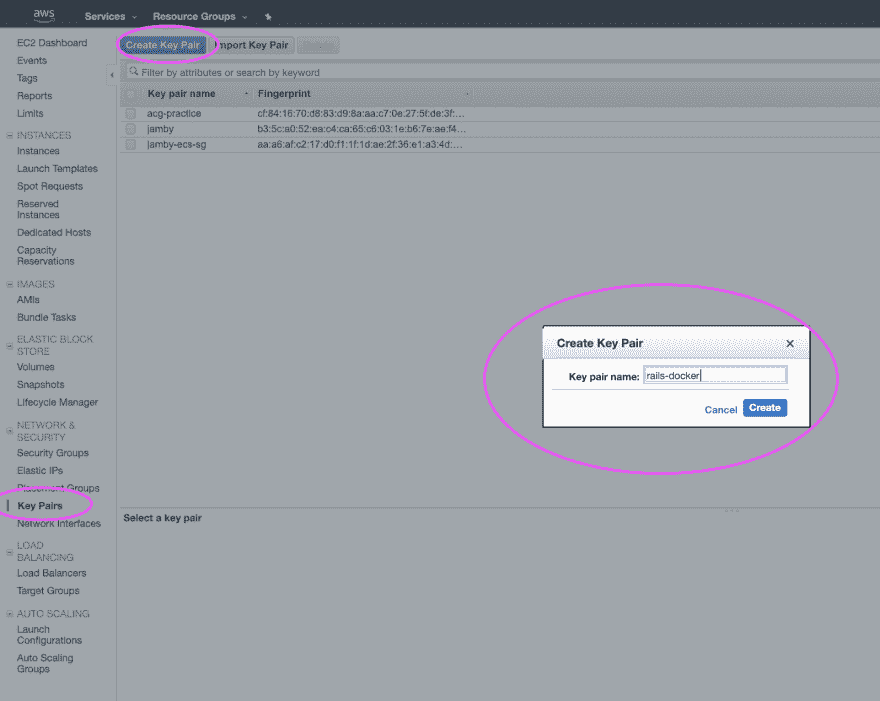 aws Services Resource Groups
EC2 Dashboard
Events
Tags
Reports
Limits
INSTANCES
Instances
Launch Templates
Spot Requests
Reserved
Instances
Dedicated Hosts
Capacity
Reservations
IMAGES
AMIs
Bundle Tasks
ELASTIC BLOCK
STORE
Volumes
Snapshots
Lifecycle Manager
NETWORK &
SECURITY
Security Groups
Elastic IPs
Placement Groups
Key Pairs
Network Interfaces
LOAD
BALANCING
Load Balancers
Target Groups
AUTO SCALING
Launch
Configurations
Auto Scaling
Groups
Create Key Pair Import Key Pair
Filter by attributes or search by keyword
Key pair name Fingerprint
acg-practice cf:84:16:70:d8:83:d9:8a:aa:c7:0e:27:5f:de:3f:...
jamby b3:5c:a0:52:ea:c4:ca:65:c6:03:1e:b6:7e:ae:f4...
jamby-ecs-sg aa:a6:af:c2:17:d0:f1:1f:1d:ae:2f:36:e1:a3:4d:...
Create Key Pair
Key pair name: rails-docker
Cancel Create
Select a key pair